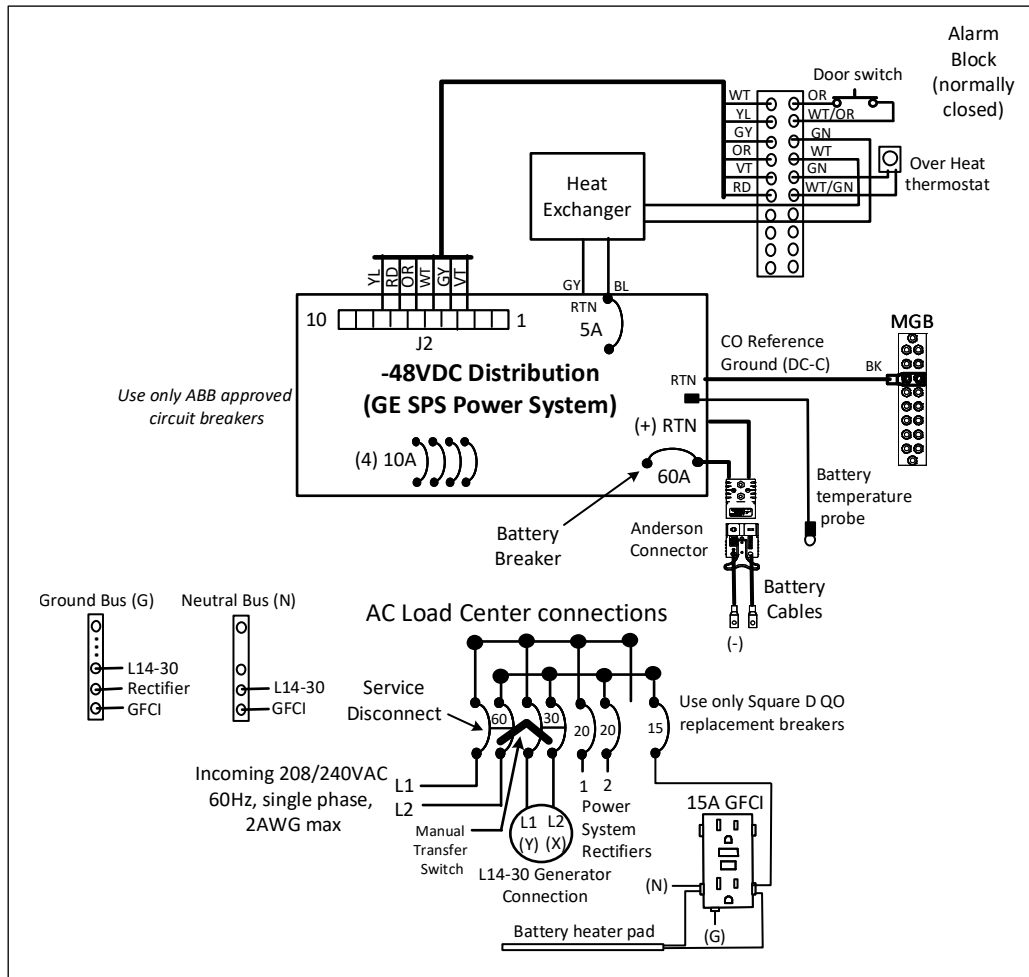 Alarm
Block
(normally
closed)
Door switch
WT
YL
GY
OR
VT
RD
OR
WT/OR
GN
WT
GN
WT/GN
Over Heat
thermostat
Heat
Exchanger
YL
RD
OR
WT
GY
VT
GY
BL
RTN
5A
10
1
J2
-48VDC Distribution
(GE SPS Power System)
Use only ABB approved
circuit breakers
(4) 10A
RTN
(+) RTN
60A
CO Reference
Ground (DC-C)
BK
MGB
Battery
temperature
probe
Battery
Breaker
Anderson
Connector
Battery
Cables
(-)
Ground Bus (G)
L14-30
Rectifier
GFCI
Neutral Bus (N)
L14-30
GFCI
AC Load Center connections
Service
Disconnect
60
30
20
20
15
Use only Square D QO
replacement breakers
Incoming 208/240VAC
60Hz, single phase,
2AWG max
L1
L2
Manual
Transfer
Switch
L1
(Y)
L2
(X)
L14-30 Generator
Connection
1
2
Power
System
Rectifiers
15A GFCI
(N)
(G)
Battery heater pad